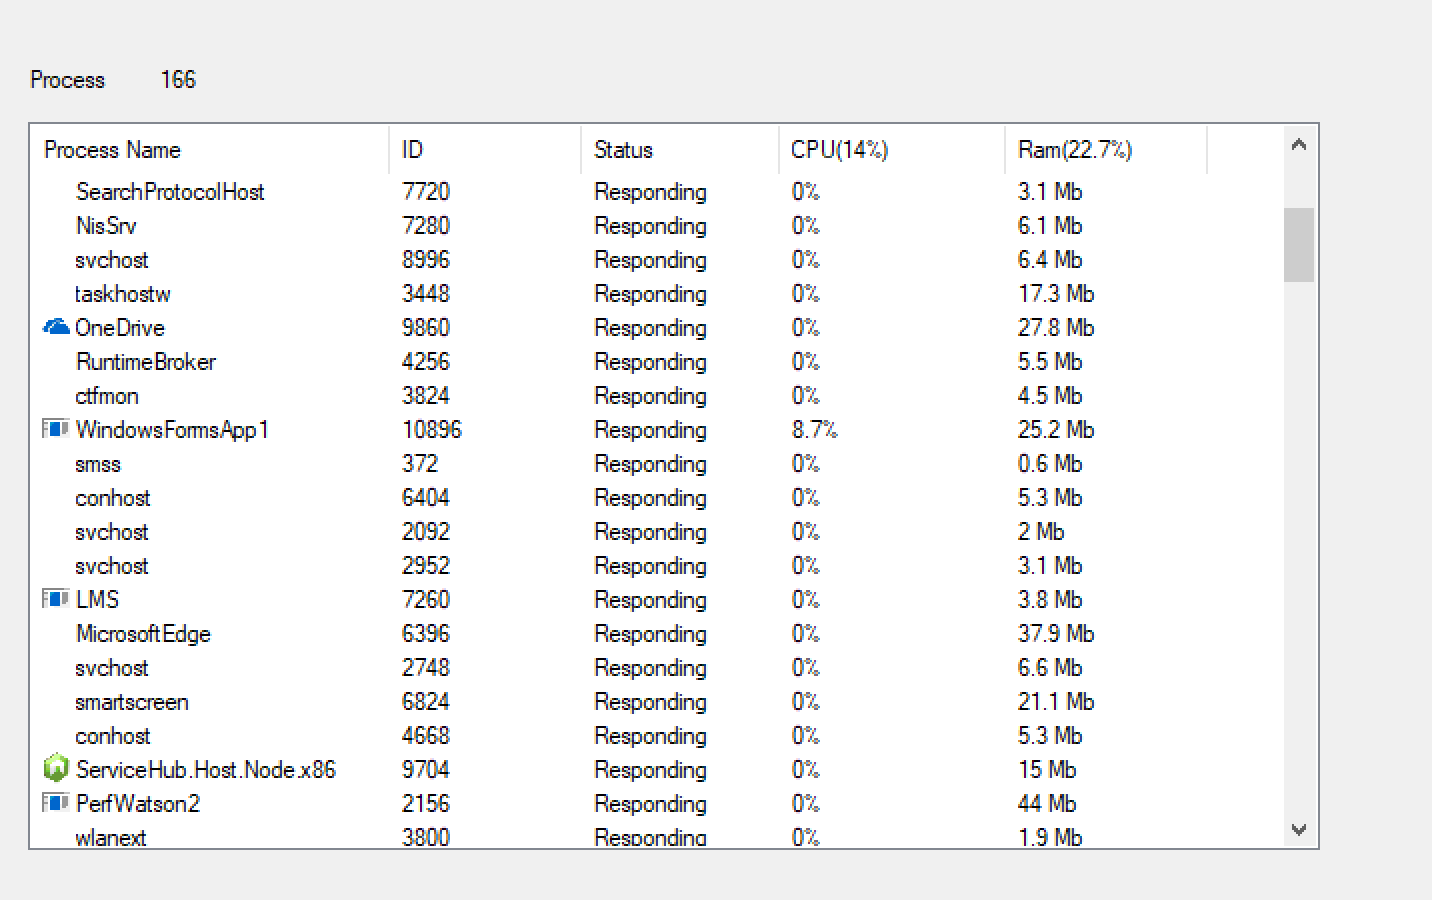 Process 166
Process Name ID Status CPU(14%) Ram(22.7%)
SearchProtocolHost 7720 Responding 0% 3.1 Mb
NisSrv 7280 Responding 0% 6.1 Mb
svchost 8996 Responding 0% 6.4 Mb
taskhostw 3448 Responding 0% 17.3 Mb
OneDrive 9860 Responding 0% 27.8 Mb
RuntimeBroker 4256 Responding 0% 5.5 Mb
ctfmon 3824 Responding 0% 4.5 Mb
WindowsFormsApp1 10896 Responding 8.7% 25.2 Mb
smss 372 Responding 0% 0.6 Mb
conhost 6404 Responding 0% 5.3 Mb
svchost 2092 Responding 0% 2 Mb
svchost 2952 Responding 0% 3.1 Mb
LMS 7260 Responding 0% 3.8 Mb
MicrosoftEdge 6396 Responding 0% 37.9 Mb
svchost 2748 Responding 0% 6.6 Mb
smartscreen 6824 Responding 0% 21.1 Mb
conhost 4668 Responding 0% 5.3 Mb
ServiceHub.Host.Node.x86 9704 Responding 0% 15 Mb
PerfWatson2 2156 Responding 0% 44 Mb
wlanext 3800 Responding 0% 1.9 Mb